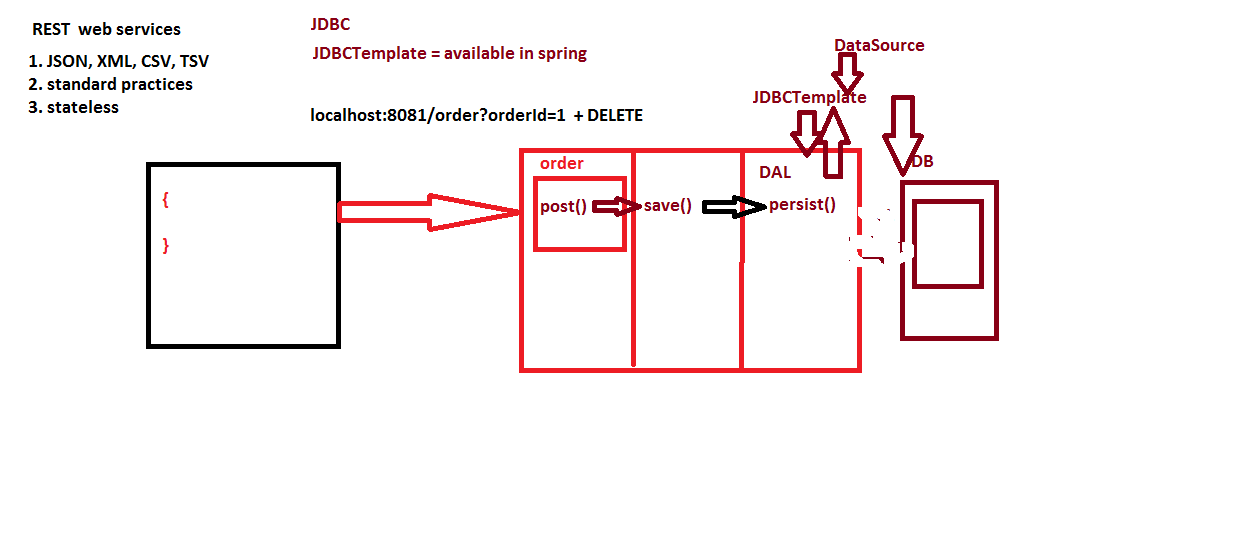 REST web services
1. JSON, XML, CSV, TSV
2. standard practices
3. stateless
JDBC
JDBCTemplate = available in spring
localhost:8081/order?orderId=1 + DELETE
DataSource
JDBCTemplate
DB
order
DAL
{
post()
save()
persist()
}